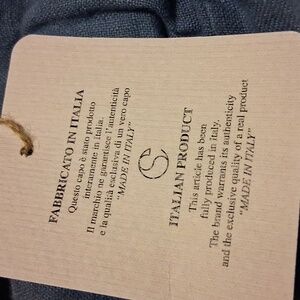 FABBRICATO IN ITALIA
Questo capo è stato prodotto
interamente in Italia.
Il marchio ne garantisce l'autenticità
e la qualità esclusiva di un vero capo
"MADE IN ITALY"
ITALIAN PRODUCT
This article has been
fully produced in italy.
The brand warrants its authenticity
and the exclusive quality of a real product
"MADE IN ITALY"